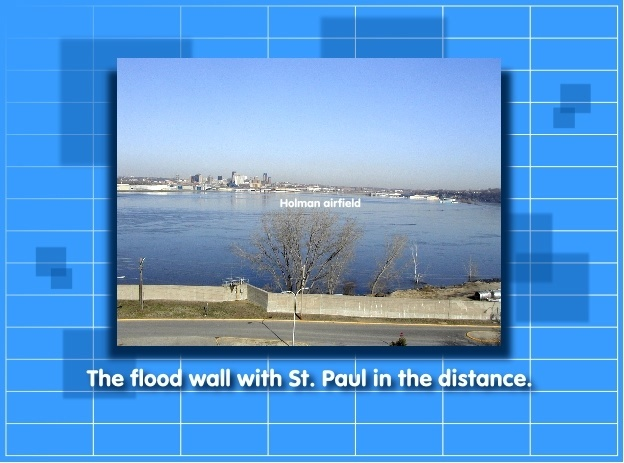 Holman airfield
The flood wall with St. Paul in the distance.